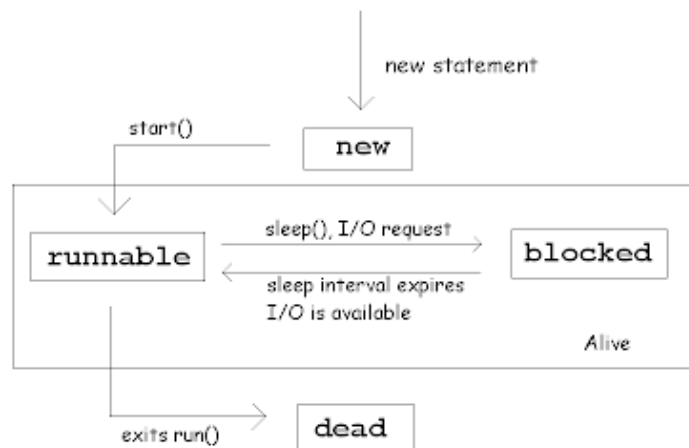 new statement
start()
new
sleep(), I/O request
runnable
blocked
sleep interval expires
I/O is available
Alive
exits run()
dead